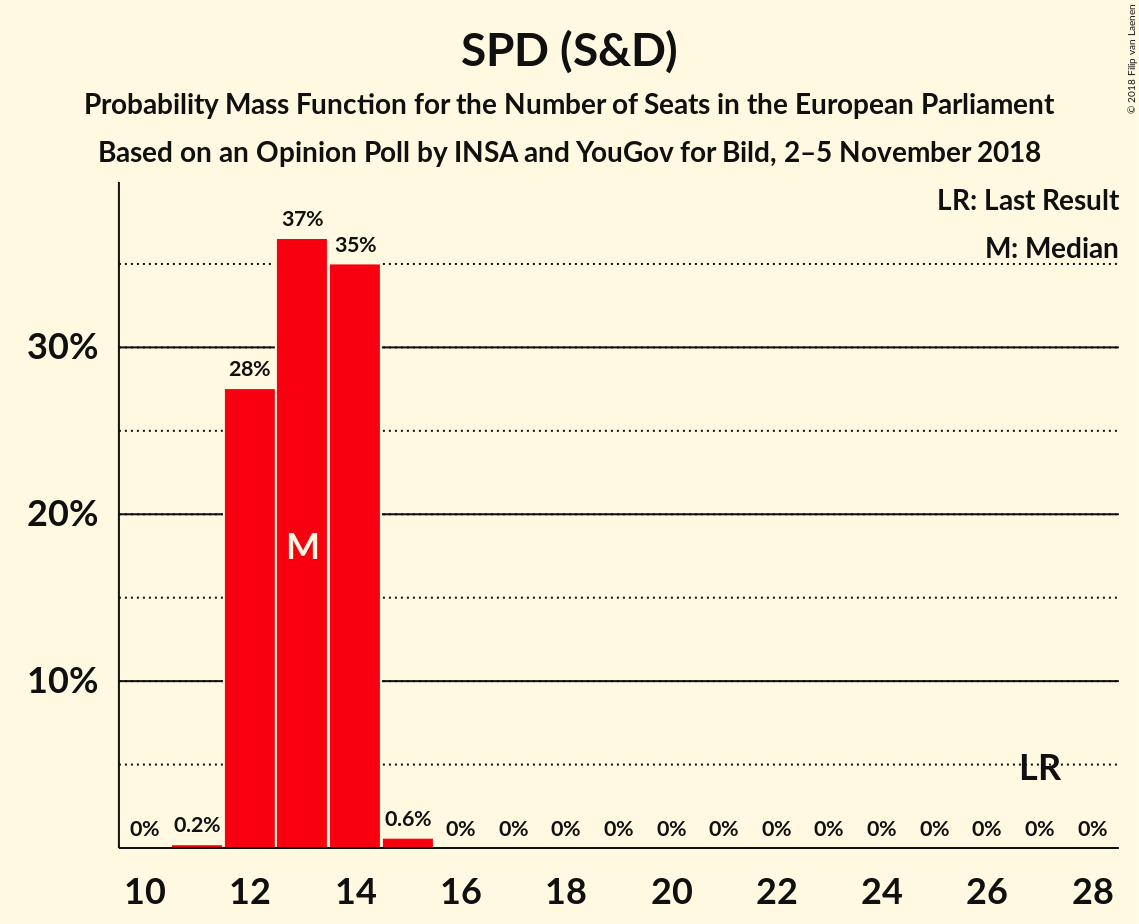 SPD (S&D)
Probability Mass Function for the Number of Seats in the European Parliament
Based on an Opinion Poll by INSA and YouGov for Bild, 2–5 November 2018
© 2018 Filip van Laenen
LR: Last Result
M: Median
37%
35%
30%
28%
20%
M
10%
LR
0% 0.2% 0.6% 0% 0% 0% 0% 0% 0% 0% 0% 0% 0% 0% 0% 0%
10 12 14 16 18 20 22 24 26 28